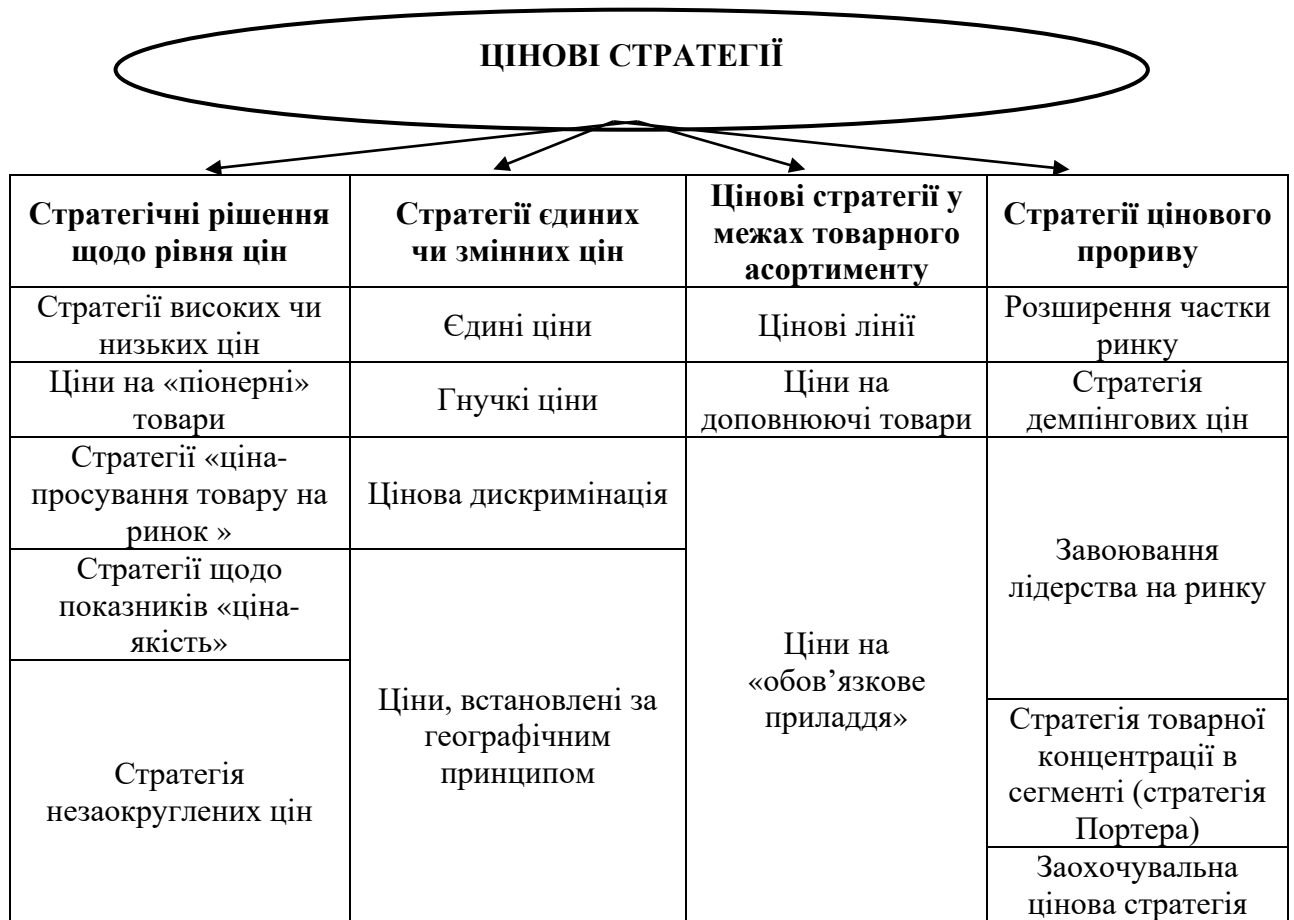 ЦІНОВІ СТРАТЕГІЇ
Стратегічні рішення
щодо рівня цін
Стратегії єдиних
чи змінних цін
Цінові стратегії у
межах товарного
асортименту
Стратегії цінового
прориву
Стратегії високих чи
низьких цін
Єдині ціни
Цінові лінії
Розширення частки
ринку
Ціни на «піонерні»
товари
Гнучкі ціни
Ціни на
доповнюючі товари
Стратегія
демпінгових цін
Стратегії «ціна-
просування товару на
ринок »
Цінова дискримінація
Ціни на
«обов’язкове
приладдя»
Завоювання
лідерства на ринку
Стратегії щодо
показників «ціна-
якість»
Ціни, встановлені за
географічним
принципом
Стратегія
незаокруглених цін
Стратегія товарної
концентрації в
сегменті (стратегія
Портера)
Заохочувальна
цінова стратегія